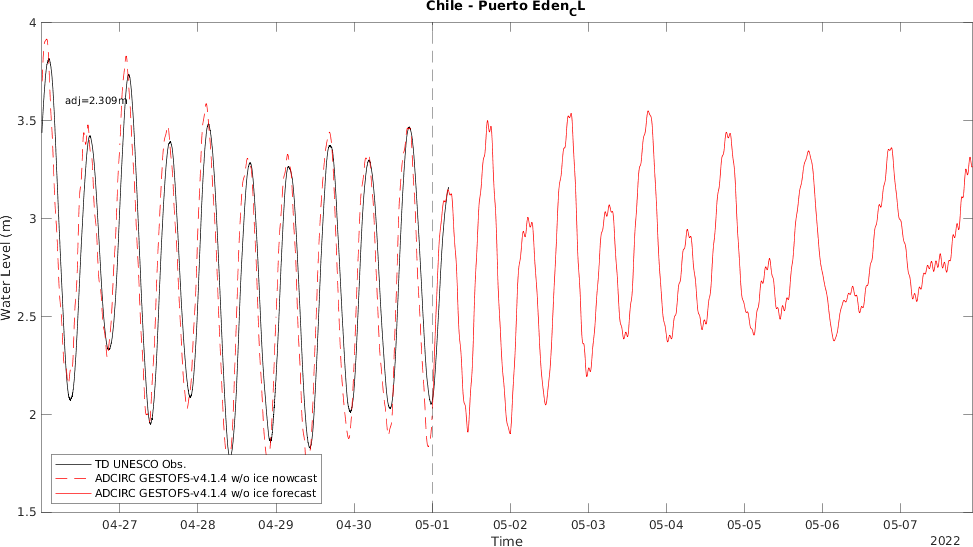 Chile - Puerto Eden_CL
adj=2.309m
Water Level (m)
4
3.5
3
2.5
2
1.5
TD UNESCO Obs.
ADCIRC GESTOFS-v4.1.4 w/o ice nowcast
ADCIRC GESTOFS-v4.1.4 w/o ice forecast
04-27 04-28 04-29 04-30 05-01 05-02 05-03 05-04 05-05 05-06 05-07
Time
2022